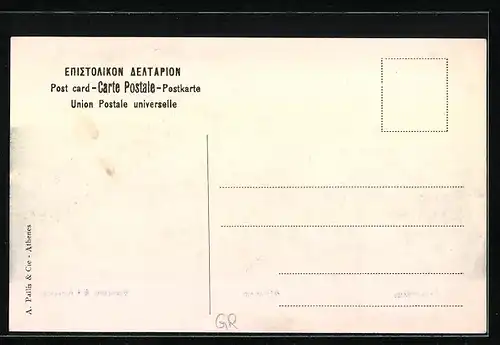 ΕΠΙΣΤΟΛΙΚΟΝ ΔΕΛΤΑΡΙΟΝ
Post card - Carte Postale - Postkarte
Union Postale universelle
A. Pallis & Cie - Athènes
GR